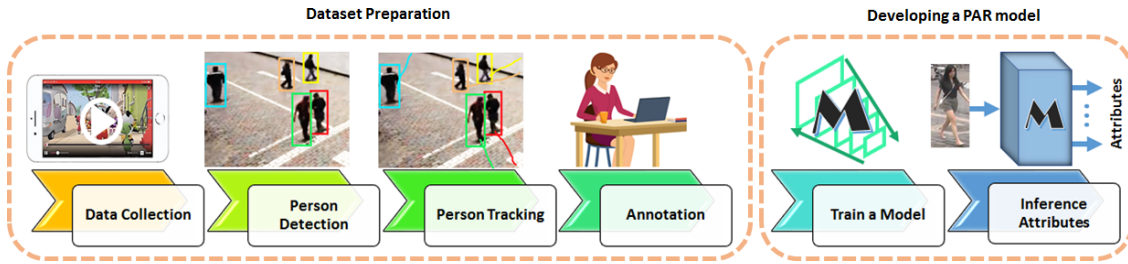 Dataset Preparation
Developing a PAR model
M
M
Attributes
Data Collection
Person
Detection
Person Tracking
Annotation
Train a Model
Inference
Attributes